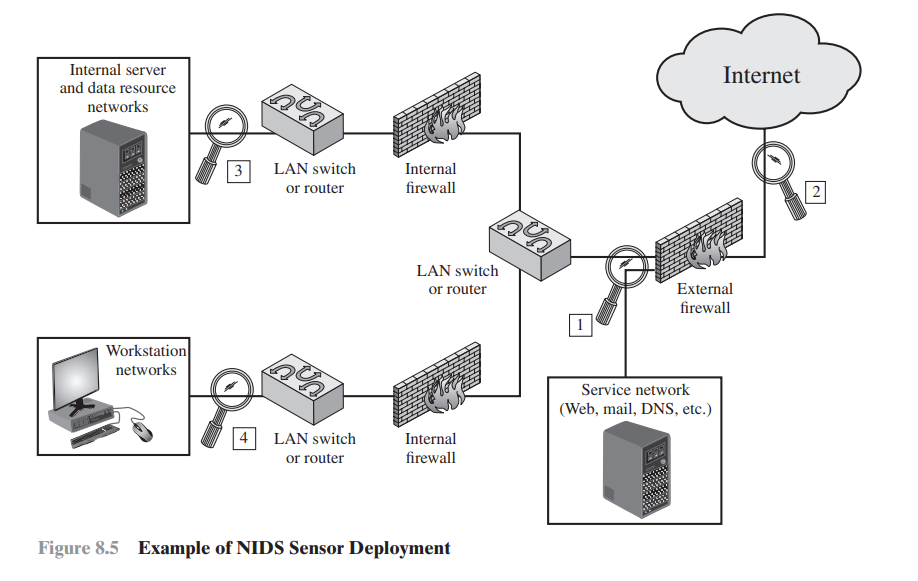 Internet
Internal server
and data resource
networks
3
LAN switch
or router
Internal
firewall
2
LAN switch
or router
1
External
firewall
Workstation
networks
4
LAN switch
or router
Internal
firewall
Service network
(Web, mail, DNS, etc.)
Figure 8.5 Example of NIDS Sensor Deployment